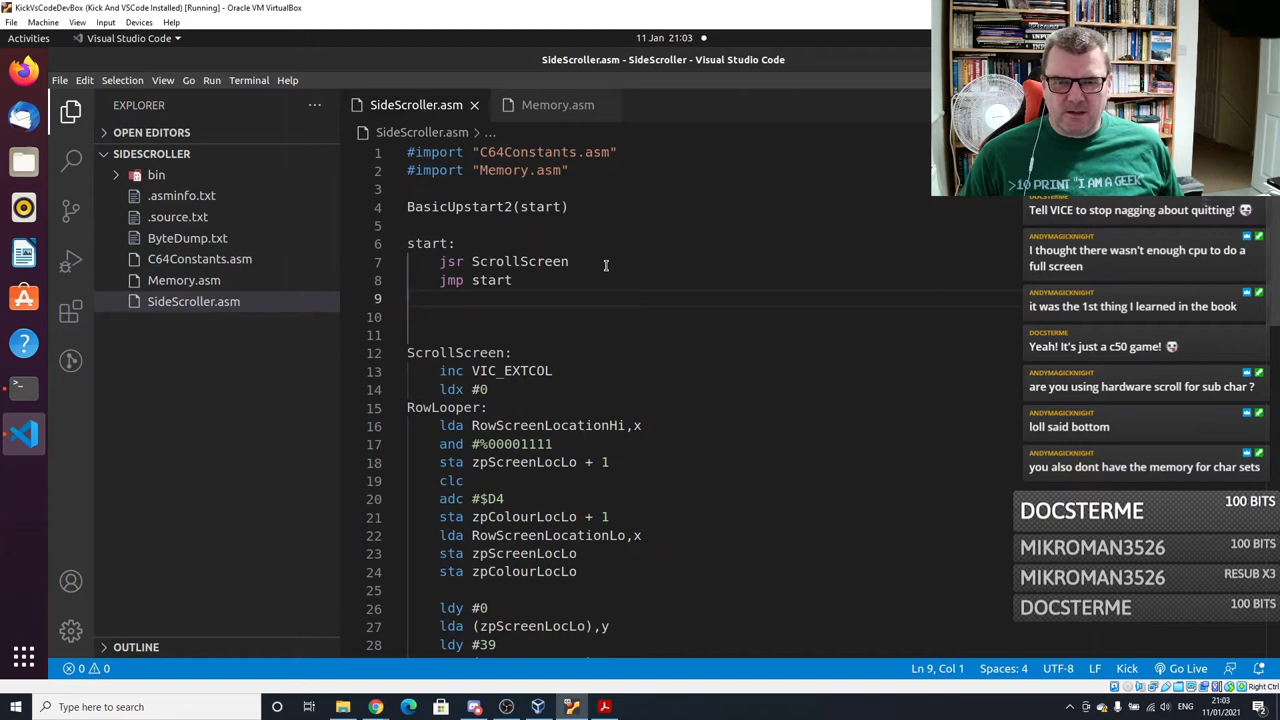 KickVsCodeDevBox (Kick And VSCode Installed) [Running] - Oracle VM VirtualBox
File Machine View Input Devices Help
Activities Visual Studio Code 11 Jan 21:03
SideScroller.asm - SideScroller - Visual Studio Code
File Edit Selection View Go Run Terminal Help
EXPLORER
OPEN EDITORS
SIDESCROLLER
bin
.asminfo.txt
.source.txt
ByteDump.txt
C64Constants.asm
Memory.asm
SideScroller.asm
OUTLINE
SideScroller.asm Memory.asm
SideScroller.asm > ...
1 #import "C64Constants.asm"
2 #import "Memory.asm"
3
4 BasicUpstart2(start)
5
6 start:
7 jsr ScrollScreen
8 jmp start
9
10
11
12 ScrollScreen:
13 inc VIC_EXTCOL
14 ldx #0
15 RowLooper:
16 lda RowScreenLocationHi,x
17 and #%00001111
18 sta zpScreenLocLo + 1
19 clc
20 adc #$D4
21 sta zpColourLocLo + 1
22 lda RowScreenLocationLo,x
23 sta zpScreenLocLo
24 sta zpColourLocLo
25
26 ldy #0
27 lda (zpScreenLocLo),y
28 ldy #39
>10 PRINT "I AM A GEEK"
DOCSTERME
Tell VICE to stop nagging about quitting!
ANDYMAGICKNIGHT
I thought there wasn't enough cpu to do a
full screen
ANDYMAGICKNIGHT
it was the 1st thing I learned in the book
DOCSTERME
Yeah! It's just a c50 game!
ANDYMAGICKNIGHT
are you using hardware scroll for sub char ?
ANDYMAGICKNIGHT
loll said bottom
ANDYMAGICKNIGHT
you also dont have the memory for char sets
DOCSTERME 100 BITS
MIKROMAN3526 100 BITS
MIKROMAN3526 RESUB X3
DOCSTERME 100 BITS
0 0 Ln 9, Col 1 Spaces: 4 UTF-8 LF Kick Go Live
Right Ctrl
Type here to search
21:03
11/01/2021